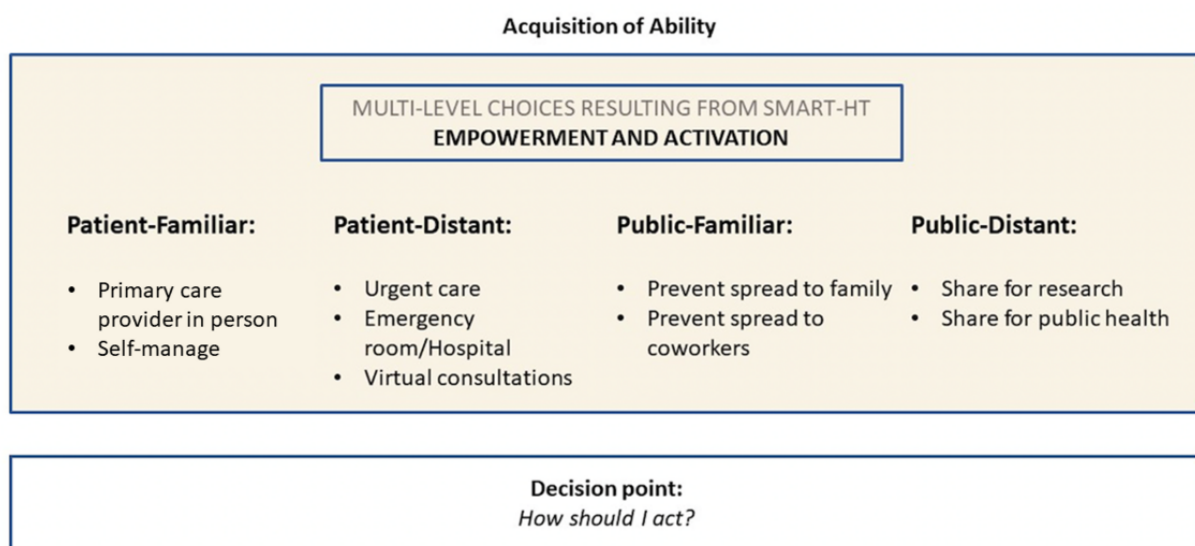 Acquisition of Ability
MULTI-LEVEL CHOICES RESULTING FROM SMART-HT
EMPOWERMENT AND ACTIVATION
Patient-Familiar:
• Primary care
provider in person
• Self-manage
Patient-Distant:
• Urgent care
• Emergency
room/Hospital
• Virtual consultations
Public-Familiar:
• Prevent spread to family
• Prevent spread to
coworkers
Public-Distant:
• Share for research
• Share for public health
Decision point:
How should I act?